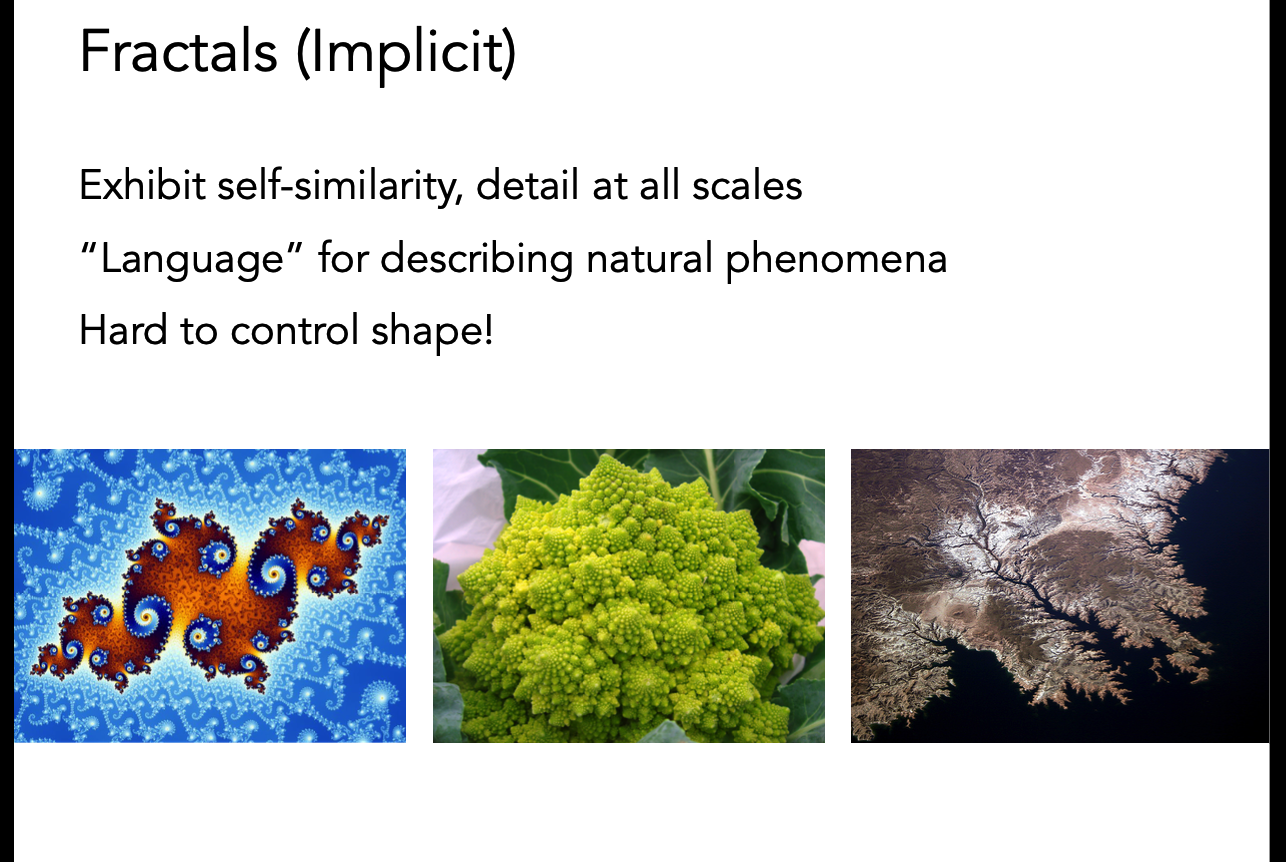 Fractals (Implicit)
Exhibit self-similarity, detail at all scales
“Language” for describing natural phenomena
Hard to control shape!